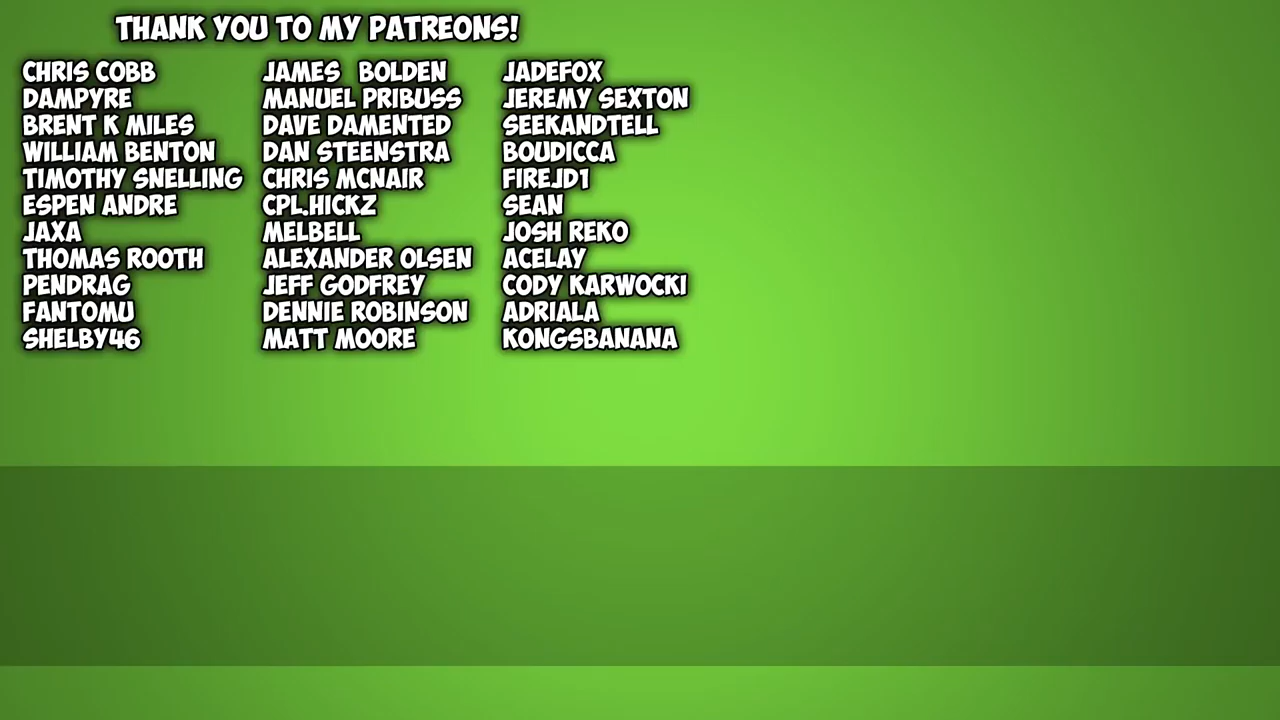 THANK YOU TO MY PATREONS!
CHRIS COBB
DAMPYRE
BRENT K MILES
WILLIAM BENTON
TIMOTHY SNELLING
ESPEN ANDRE
JAXA
THOMAS ROOTH
PENDRAG
FANTOMU
SHELBY46
JAMES BOLDEN
MANUEL PRIBUSS
DAVE DAMENTED
DAN STEENSTRA
CHRIS MCNAIR
CPL.HICKZ
MELBELL
ALEXANDER OLSEN
JEFF GODFREY
DENNIE ROBINSON
MATT MOORE
JADEFOX
JEREMY SEXTON
SEEKANDTELL
BOUDICCA
FIREJD1
SEAN
JOSH REKO
ACELAY
CODY KARWOCKI
ADRIALA
KONGSBANANA